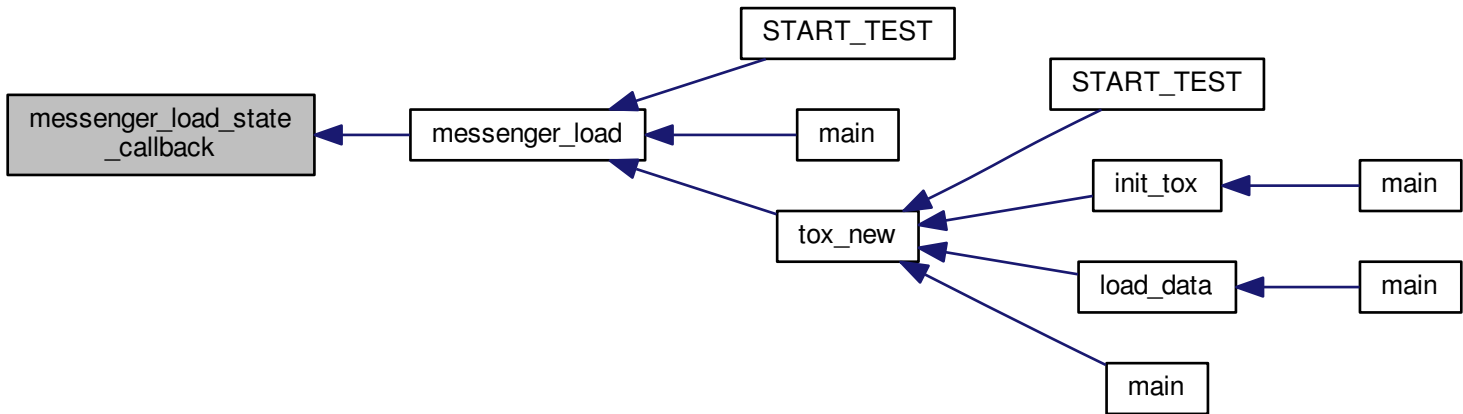 messenger_load_state
_callback
messenger_load
START_TEST
main
tox_new
START_TEST
init_tox
main
load_data
main
main